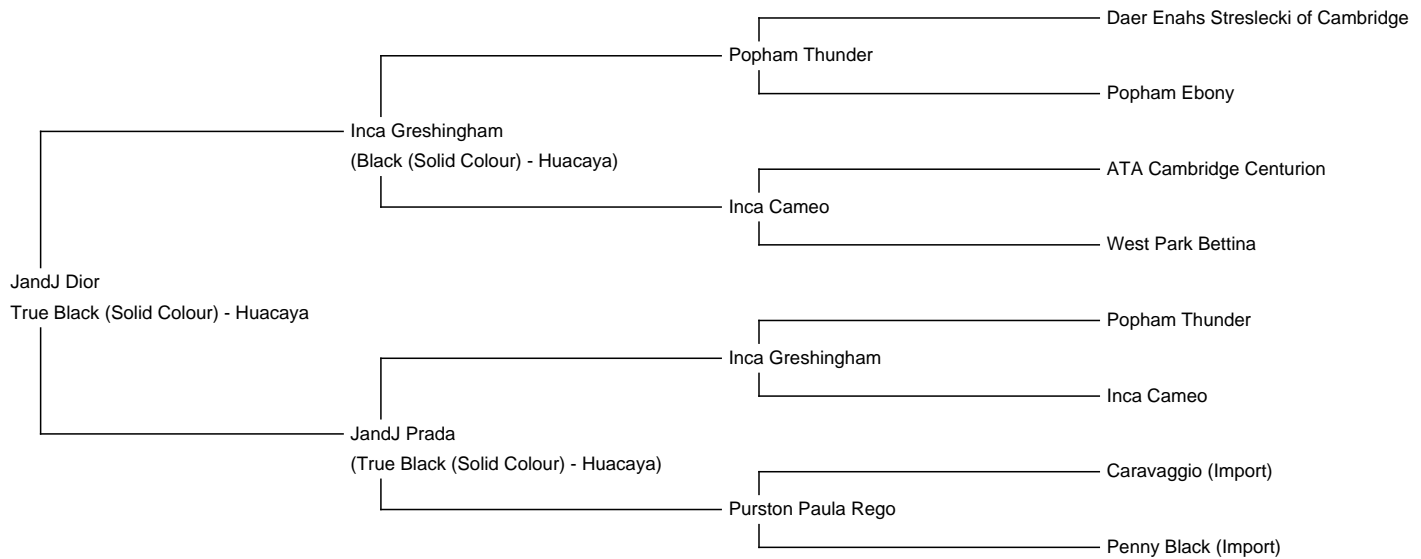 Daer Enahs Streslecki of Cambridge
Popham Thunder
Popham Ebony
Inca Greshingham
(Black (Solid Colour) - Huacaya)
ATA Cambridge Centurion
Inca Cameo
West Park Bettina
JandJ Dior
True Black (Solid Colour) - Huacaya
Popham Thunder
Inca Greshingham
Inca Cameo
JandJ Prada
(True Black (Solid Colour) - Huacaya)
Caravaggio (Import)
Purston Paula Rego
Penny Black (Import)